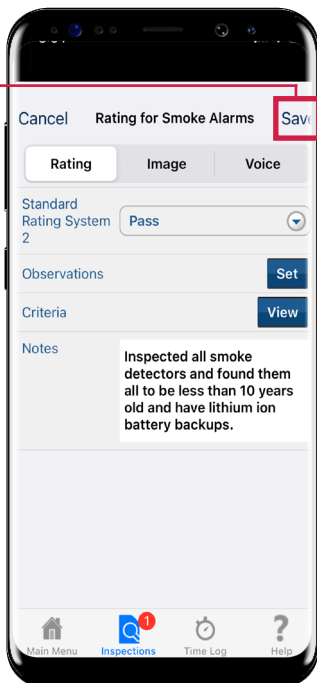 Cancel Rating for Smoke Alarms Save
Rating Image Voice
Standard
Rating System
2
Pass
Observations Set
Criteria View
Notes
Inspected all smoke
detectors and found them
all to be less than 10 years
old and have lithium ion
battery backups.
1
Main Menu Inspections Time Log Help